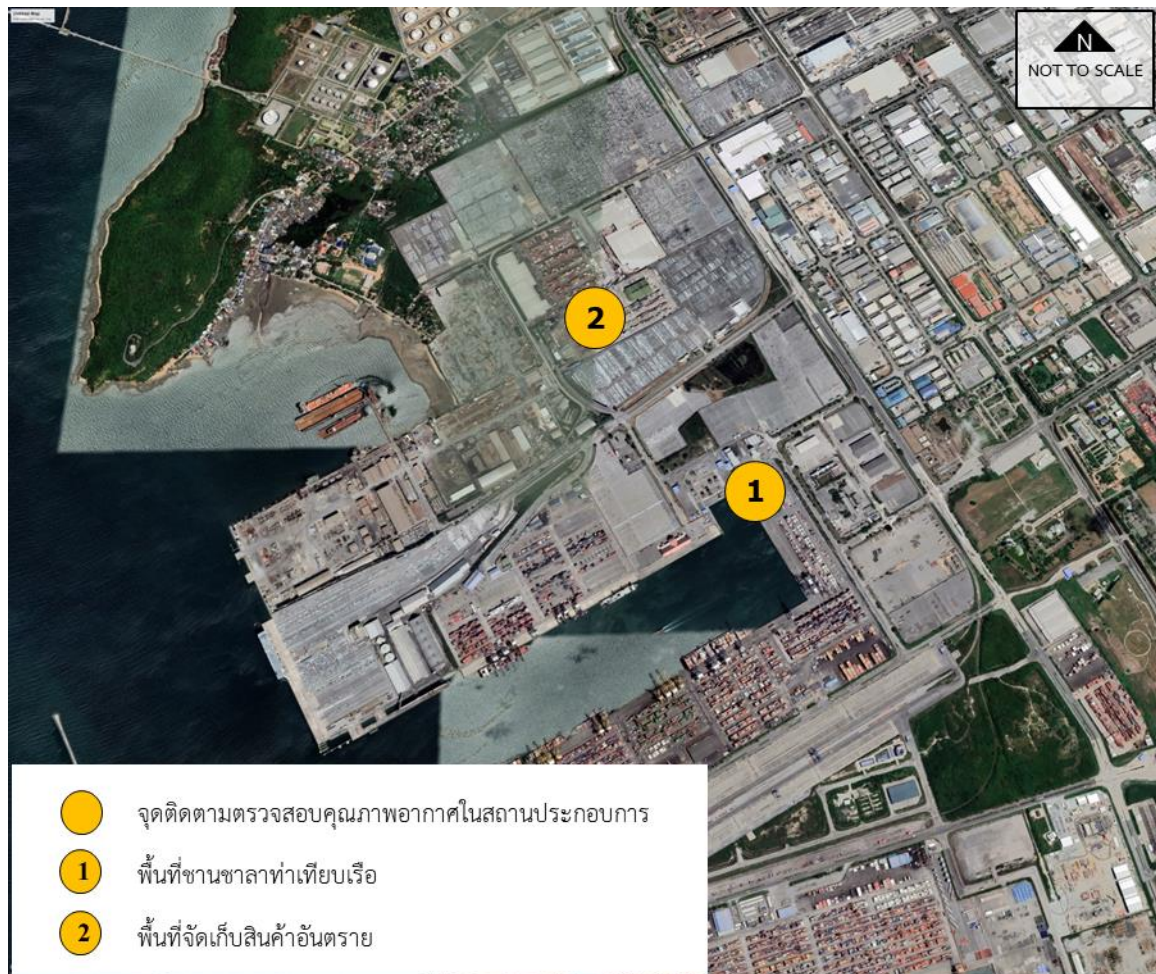 N
NOT TO SCALE
2
1
จุดติดตามตรวจสอบคุณภาพอากาศในสถานประกอบการ
1 พื้นที่ชานชาลาท่าเทียบเรือ
2 พื้นที่จัดเก็บสินค้าอันตราย